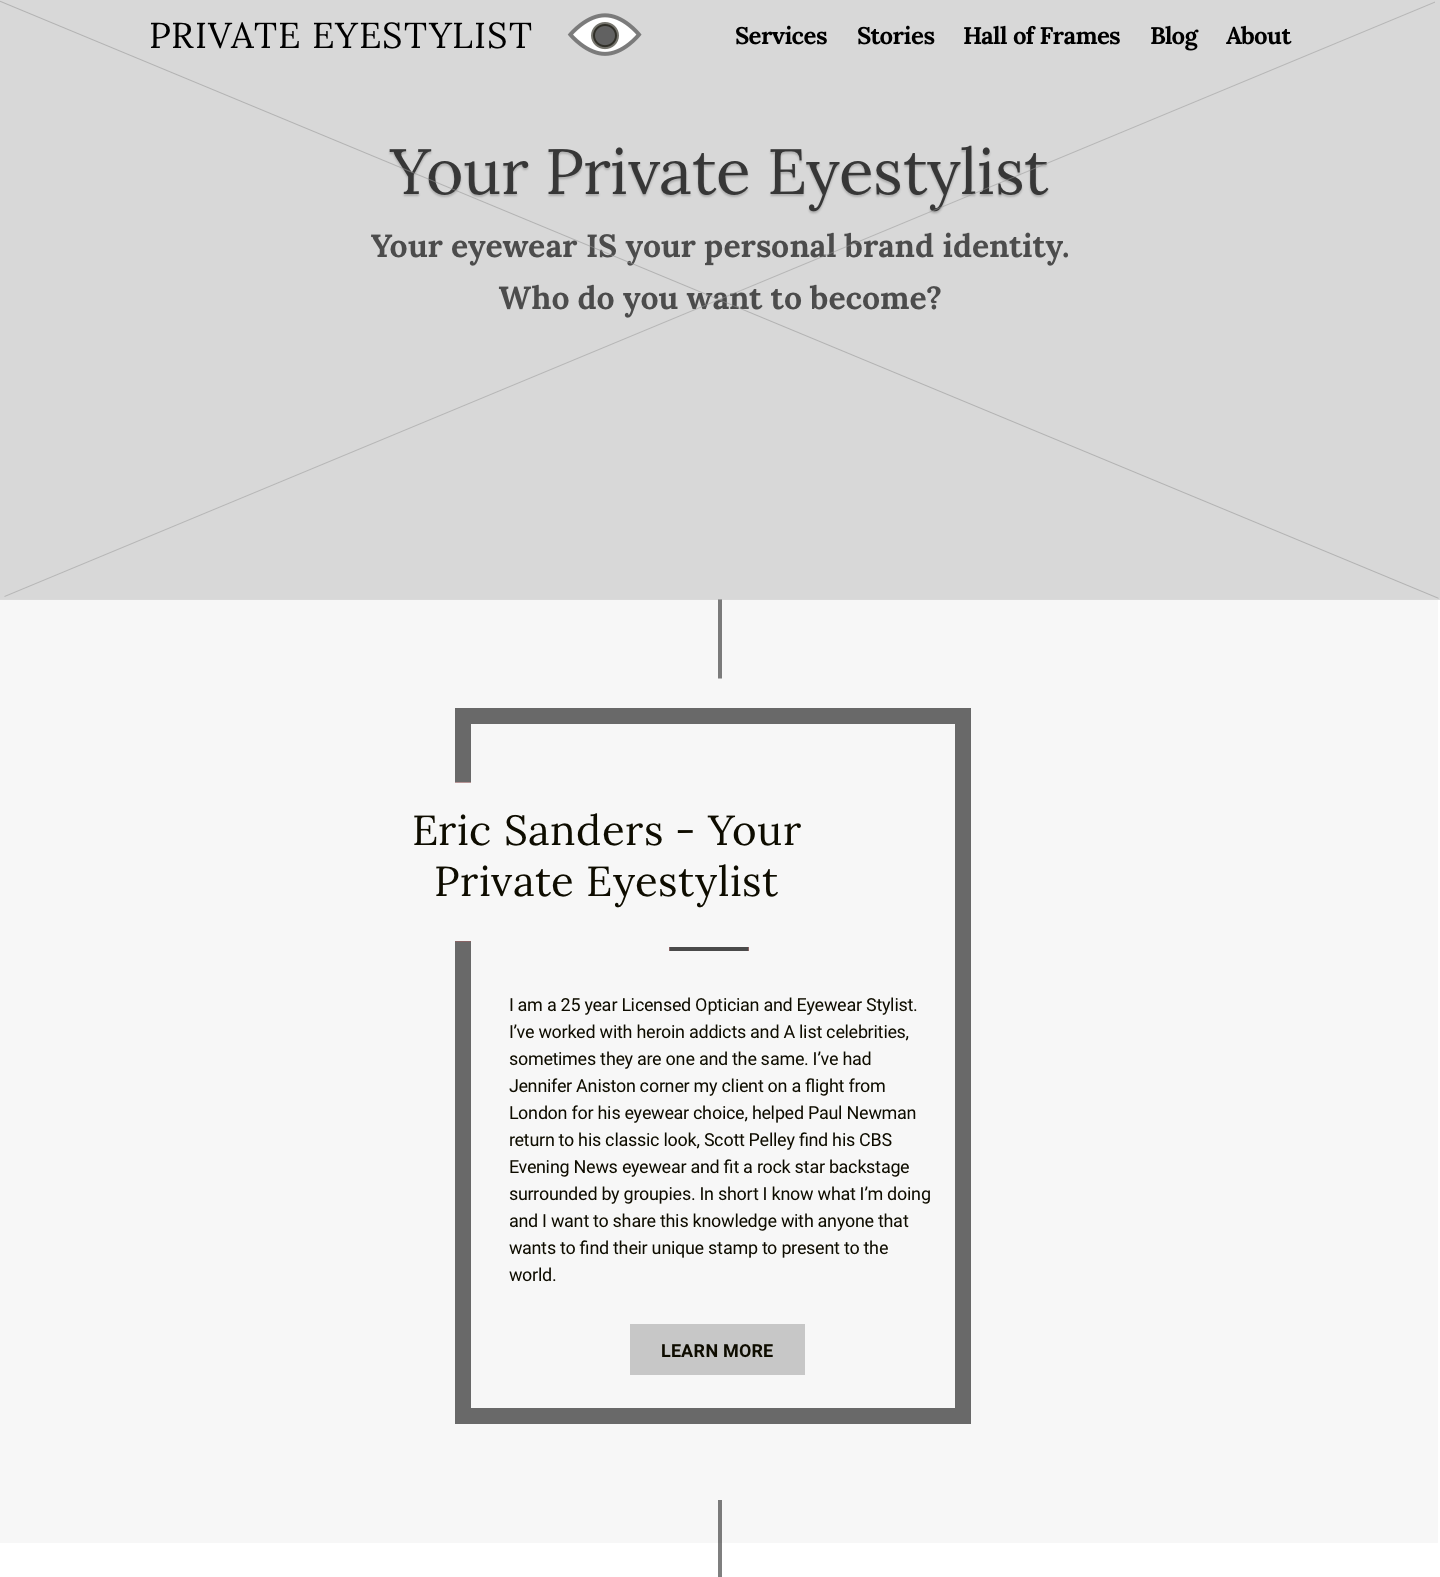 PRIVATE EYESTYLIST
Services Stories Hall of Frames Blog About
Your Private Eyestylist
Your eyewear IS your personal brand identity.
Who do you want to become?
Eric Sanders - Your
Private Eyestylist
I am a 25 year Licensed Optician and Eyewear Stylist.
I’ve worked with heroin addicts and A list celebrities,
sometimes they are one and the same. I’ve had
Jennifer Aniston corner my client on a flight from
London for his eyewear choice, helped Paul Newman
return to his classic look, Scott Pelley find his CBS
Evening News eyewear and fit a rock star backstage
surrounded by groupies. In short I know what I’m doing
and I want to share this knowledge with anyone that
wants to find their unique stamp to present to the
world.
LEARN MORE